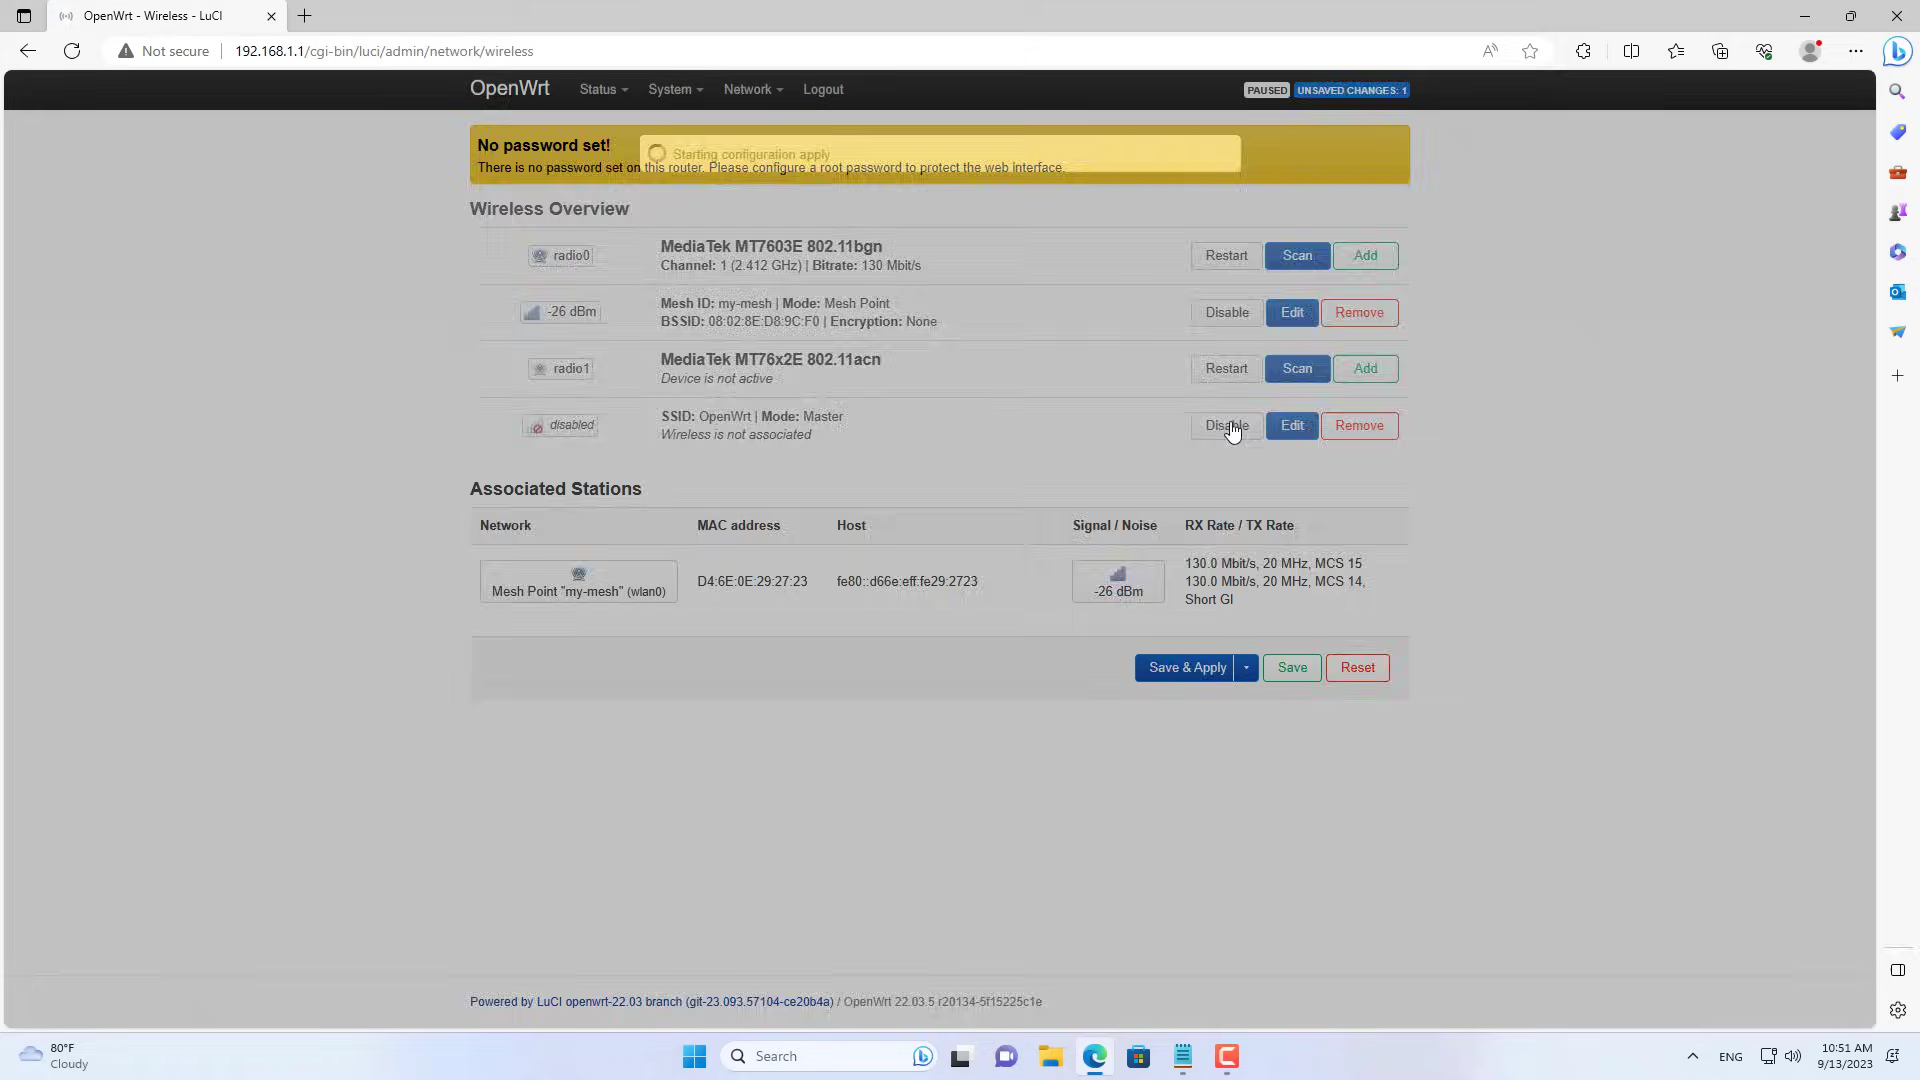 OpenWrt - Wireless - LuCI
Not secure 192.168.1.1/cgi-bin/luci/admin/network/wireless
OpenWrt Status System Network Logout PAUSED UNSAVED CHANGES: 1
No password set!
Starting configuration apply
There is no password set on this router. Please configure a root password to protect the web interface.
Wireless Overview
radio0 MediaTek MT7603E 802.11bgn Restart Scan Add
Channel: 1 (2.412 GHz) | Bitrate: 130 Mbit/s
-26 dBm Mesh ID: my-mesh | Mode: Mesh Point Disable Edit Remove
BSSID: 08:02:8E:D8:9C:F0 | Encryption: None
radio1 MediaTek MT76x2E 802.11acn Restart Scan Add
Device is not active
disabled SSID: OpenWrt | Mode: Master Disable Edit Remove
Wireless is not associated
Associated Stations
Network MAC address Host Signal / Noise RX Rate / TX Rate
Mesh Point "my-mesh" (wlan0) D4:6E:0E:29:27:23 fe80::d66e:eff:fe29:2723 -26 dBm 130.0 Mbit/s, 20 MHz, MCS 15
130.0 Mbit/s, 20 MHz, MCS 14,
Short GI
Save & Apply Save Reset
Powered by LuCI openwrt-22.03 branch (git-23.093.57104-ce20b4a) / OpenWrt 22.03.5 r20134-5f15225c1e
80°F
Cloudy
Search
ENG
10:51 AM
9/13/2023